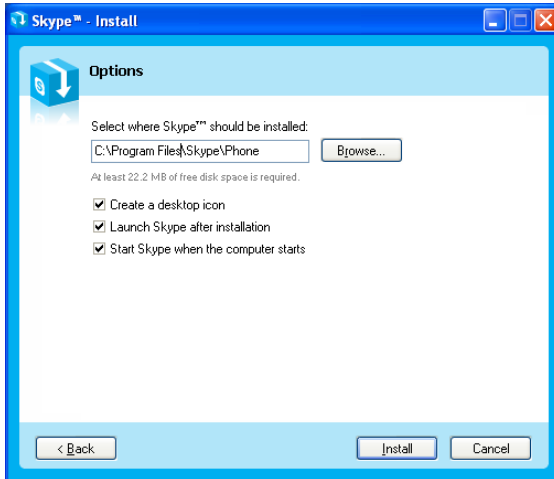 Skype™ - Install
Options
Select where Skype™ should be installed:
C:\Program Files\Skype\Phone
Browse...
At least 22.2 MB of free disk space is required.
Create a desktop icon
Launch Skype after installation
Start Skype when the computer starts
< Back
Install
Cancel